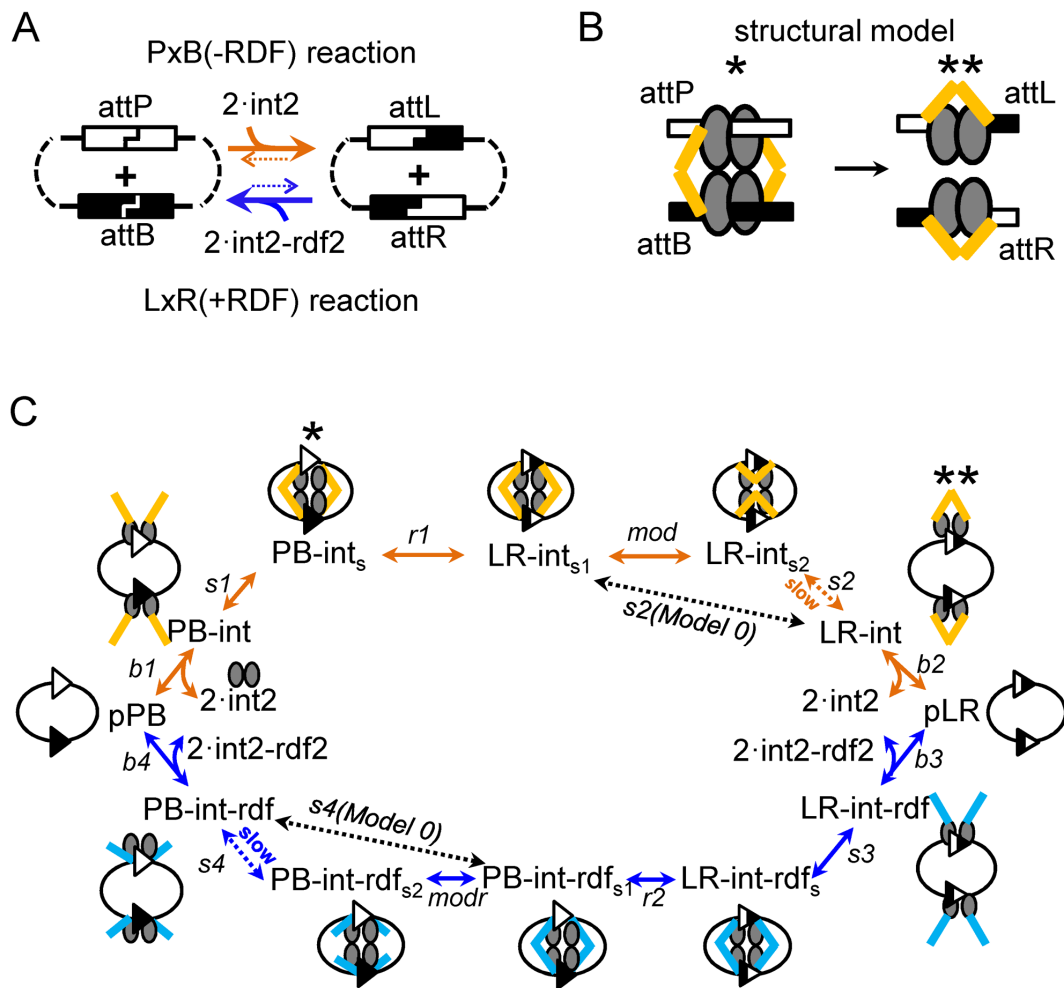 A
PxB(-RDF) reaction
attP
2·int2
attL
+
+
attB
2·int2-rdf2
attR
LxR(+RDF) reaction
B
structural model
*
**
attP
attL
attB
attR
C
*
**
PB-ints
r1
LR-ints1
mod
LR-ints2
s1
s2
slow
s2(Model 0)
PB-int
LR-int
b1
2·int2
b2
2·int2
pPB
pLR
b4
2·int2-rdf2
2·int2-rdf2
b3
PB-int-rdf
s4(Model 0)
LR-int-rdf
slow
s4
s3
PB-int-rdfs2
modr
PB-int-rdfs1
r2
LR-int-rdfs